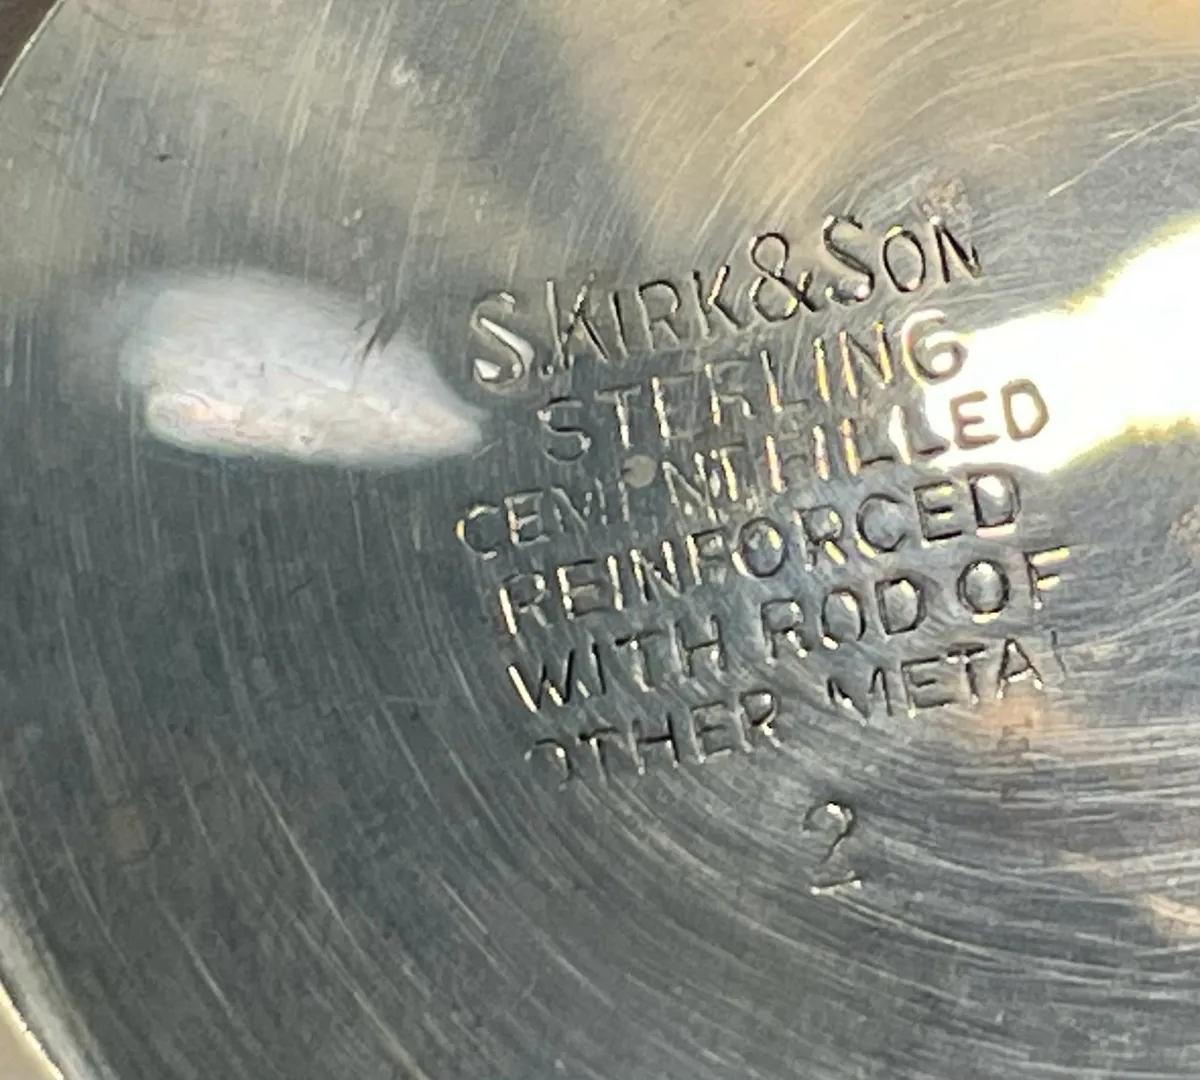 S. KIRK & SON
STERLING
CEMENT FILLED
REINFORCED
WITH ROD OF
OTHER METAL
2